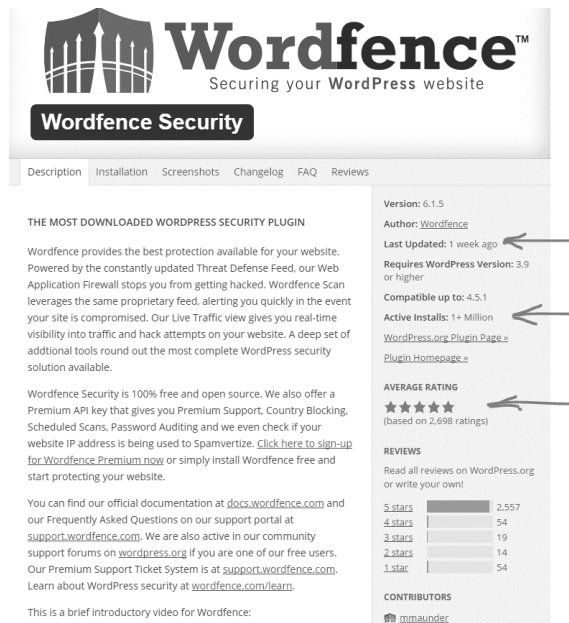 Wordfence™
Securing your WordPress website
Wordfence Security
Description Installation Screenshots Changelog FAQ Reviews
THE MOST DOWNLOADED WORDPRESS SECURITY PLUGIN
Wordfence provides the best protection available for your website.
Powered by the constantly updated Threat Defense Feed, our Web
Application Firewall stops you from getting hacked. Wordfence Scan
leverages the same proprietary feed, alerting you quickly in the event
your site is compromised. Our Live Traffic view gives you real-time
visibility into traffic and hack attempts on your website. A deep set of
addtional tools round out the most complete WordPress security
solution available.
Wordfence Security is 100% free and open source. We also offer a
Premium API key that gives you Premium Support, Country Blocking,
Scheduled Scans, Password Auditing and we even check if your
website IP address is being used to Spamvertize. Click here to sign-up
for Wordfence Premium now or simply install Wordfence free and
start protecting your website.
You can find our official documentation at docs.wordfence.com and
our Frequently Asked Questions on our support portal at
support.wordfence.com. We are also active in our community
support forums on wordpress.org if you are one of our free users.
Our Premium Support Ticket System is at support.wordfence.com.
Learn about WordPress security at wordfence.com/learn.
This is a brief introductory video for Wordfence:
Version: 6.1.5
Author: Wordfence
Last Updated: 1 week ago
Requires WordPress Version: 3.9
or higher
Compatible up to: 4.5.1
Active Installs: 1+ Million
WordPress.org Plugin Page »
Plugin Homepage »
AVERAGE RATING
(based on 2,698 ratings)
REVIEWS
Read all reviews on WordPress.org
or write your own!
5 stars 2,557
4 stars 54
3 stars 19
2 stars 14
1 star 54
CONTRIBUTORS
mmaunder